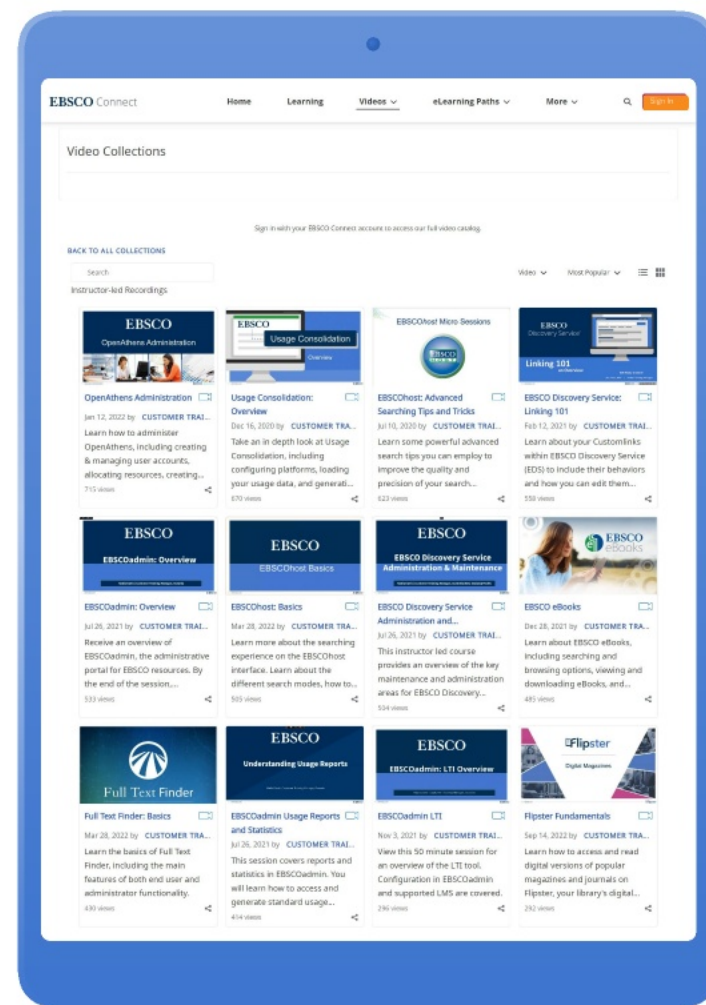 EBSCO Connect
Home
Learning
Videos
eLearning Paths
More
Sign In
Video Collections
Sign in with your EBSCO Connect account to access our full video catalog.
BACK TO ALL COLLECTIONS
Search
Video
Most Popular
Instructor-led Recordings
EBSCO
OpenAthens Administration
OpenAthens Administration
Jan 12, 2022 by CUSTOMER TRAI...
Learn how to administer
OpenAthens, including creating
& managing user accounts,
allocating resources, creating...
715 views
EBSCO
Usage Consolidation
Overview
Usage Consolidation:
Overview
Dec 16, 2020 by CUSTOMER TRA...
Take an in depth look at Usage
Consolidation, including
configuring platforms, loading
your usage data, and generati...
670 views
EBSCOhost Micro Sessions
EBSCO
HOST
EBSCOhost: Advanced
Searching Tips and Tricks
Jul 10, 2020 by CUSTOMER TRAI...
Learn some powerful advanced
search tips you can employ to
improve the quality and
precision of your search...
623 views
EBSCO
Discovery Service
Linking 101
an Overview
EBSCO Discovery Service:
Linking 101
Feb 12, 2021 by CUSTOMER TRAI...
Learn about your Customlinks
within EBSCO Discovery Service
(EDS) to include their behaviors
and how you can edit them...
550 views
EBSCO
EBSCOadmin: Overview
EBSCOadmin: Overview
Jul 26, 2021 by CUSTOMER TRAI...
Receive an overview of
EBSCOadmin, the administrative
portal for EBSCO resources. By
the end of the session,...
533 views
EBSCO
EBSCOhost Basics
EBSCOhost: Basics
Mar 28, 2022 by CUSTOMER TRA...
Learn more about the searching
experience on the EBSCOhost
interface. Learn about the
different search modes, how to...
505 views
EBSCO
EBSCO Discovery Service
Administration & Maintenance
EBSCO Discovery Service
Administration and...
Jul 26, 2021 by CUSTOMER TRAI...
This instructor led course
provides an overview of the key
maintenance and administration
areas for EBSCO Discovery...
504 views
EBSCO
eBooks
EBSCO eBooks
Dec 28, 2021 by CUSTOMER TRAI...
Learn about EBSCO eBooks,
including searching and
browsing options, viewing and
downloading eBooks, and...
485 views
Full Text Finder
Full Text Finder: Basics
Mar 28, 2022 by CUSTOMER TRA...
Learn the basics of Full Text
Finder, including the main
features of both end user and
administrator functionality.
430 views
EBSCO
Understanding Usage Reports
EBSCOadmin Usage Reports
and Statistics
Jul 26, 2021 by CUSTOMER TRAI...
This session covers reports and
statistics in EBSCOadmin. You
will learn how to access and
generate standard usage...
414 views
EBSCO
EBSCOadmin: LTI Overview
EBSCOadmin LTI
Nov 3, 2021 by CUSTOMER TRAI...
View this 50 minute session for
an overview of the LTI tool.
Configuration in EBSCOadmin
and supported LMS are covered.
296 views
Flipster
Digital Magazines
Flipster Fundamentals
Sep 14, 2022 by CUSTOMER TRA...
Learn how to access and read
digital versions of popular
magazines and journals on
Flipster, your library's digital...
292 views